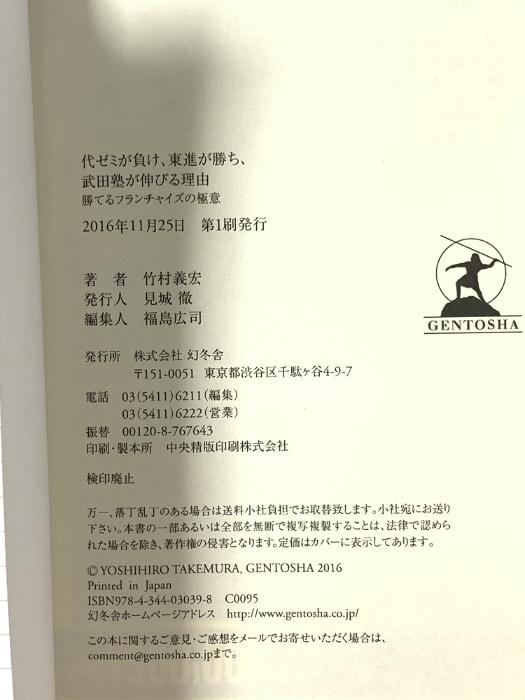 代ゼミが負け、東進が勝ち、
武田塾が伸びる理由
勝てるフランチャイズの極意
2016年11月25日 第1刷発行
著 者 竹村義宏
発行人 見城 徹
編集人 福島広司
GENTOSHA
発行所 株式会社 幻冬舎
〒151-0051 東京都渋谷区千駄ヶ谷4-9-7
電話 03(5411)6211(編集)
03(5411)6222(営業)
振替 00120-8-767643
印刷・製本所 中央精版印刷株式会社
検印廃止
万一、落丁乱丁のある場合は送料小社負担でお取替致します。小社宛にお送り
下さい。本書の一部あるいは全部を無断で複写複製することは、法律で認めら
れた場合を除き、著作権の侵害となります。定価はカバーに表示してあります。
© YOSHIHIRO TAKEMURA, GENTOSHA 2016
Printed in Japan
ISBN978-4-344-03039-8 C0095
幻冬舎ホームページアドレス http://www.gentosha.co.jp/
この本に関するご意見・ご感想をメールでお寄せいただく場合は、
comment@gentosha.co.jpまで。